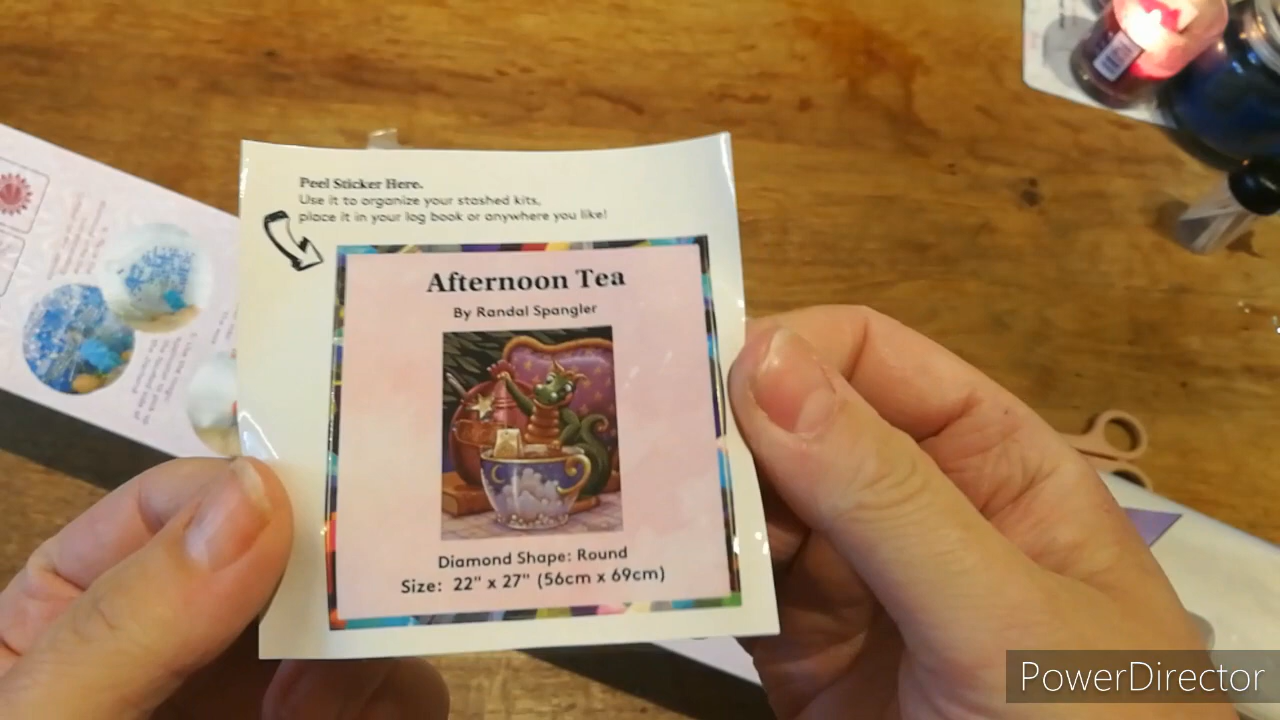 Peel Sticker Here.
Use it to organize your stashed kits,
place it in your log book or anywhere you like!
Afternoon Tea
By Randal Spangler
Diamond Shape: Round
Size: 22" x 27" (56cm x 69cm)
PowerDirector